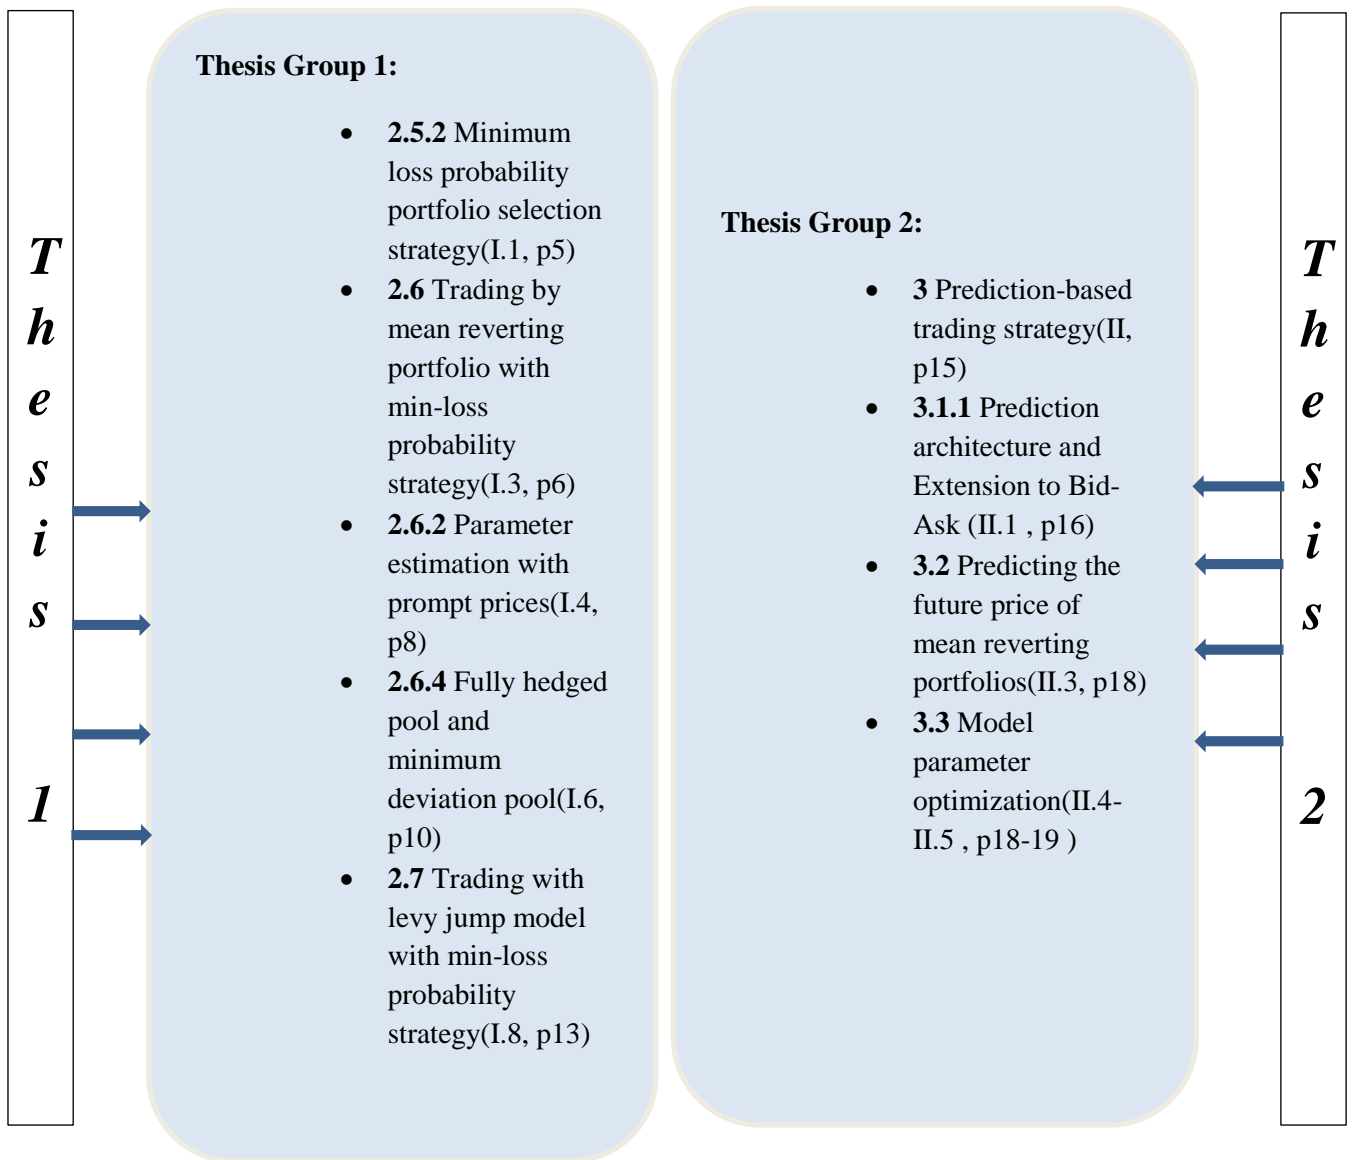 T
h
e
s
i
s
1
Thesis Group 1:
• 2.5.2 Minimum
loss probability
portfolio selection
strategy(I.1, p5)
• 2.6 Trading by
mean reverting
portfolio with
min-loss
probability
strategy(I.3, p6)
• 2.6.2 Parameter
estimation with
prompt prices(I.4,
p8)
• 2.6.4 Fully hedged
pool and
minimum
deviation pool(I.6,
p10)
• 2.7 Trading with
levy jump model
with min-loss
probability
strategy(I.8, p13)
Thesis Group 2:
• 3 Prediction-based
trading strategy(II,
p15)
• 3.1.1 Prediction
architecture and
Extension to Bid-
Ask (II.1 , p16)
• 3.2 Predicting the
future price of
mean reverting
portfolios(II.3, p18)
• 3.3 Model
parameter
optimization(II.4-
II.5 , p18-19 )
T
h
e
s
i
s
2